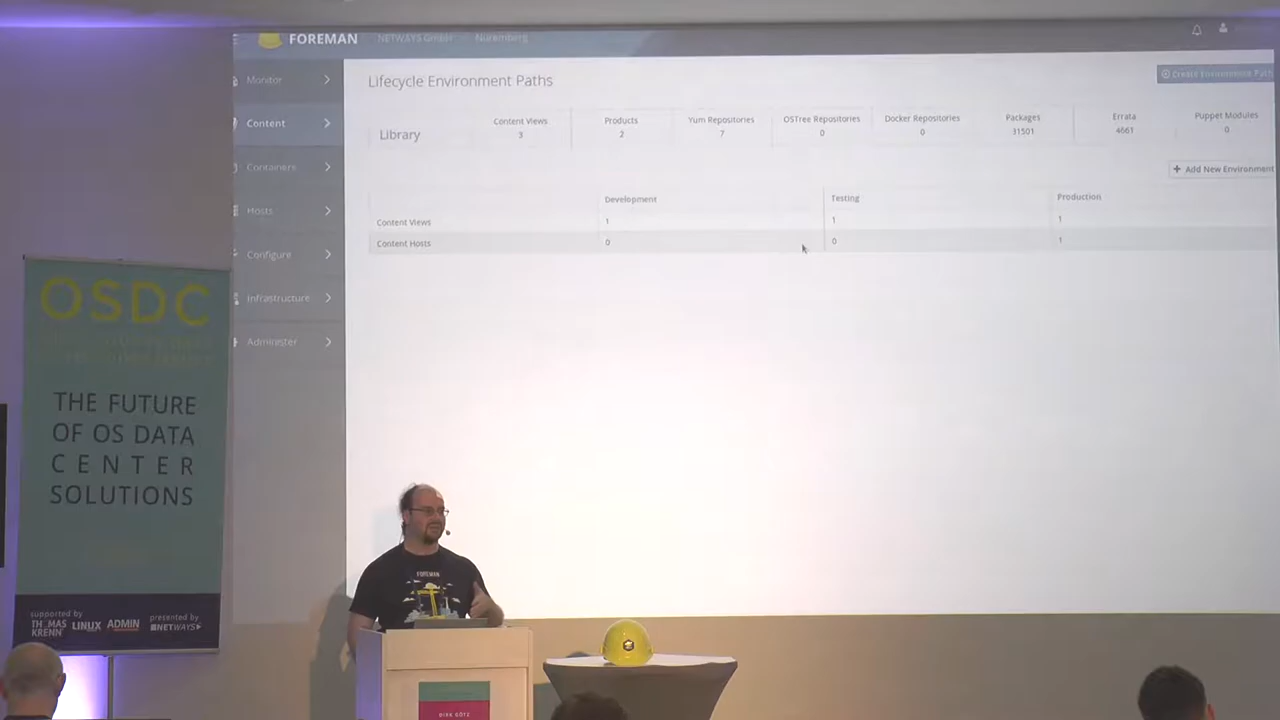 FOREMAN NETWAYS GmbH Nuremberg
Monitor
Content
Containers
Hosts
Configure
Infrastructure
Administer
Lifecycle Environment Paths
Create Environment Path
Library
Content Views
3
Products
2
Yum Repositories
7
OSTree Repositories
0
Docker Repositories
0
Packages
31501
Errata
4661
Puppet Modules
0
+ Add New Environment
Development Testing Production
Content Views 1 1 1
Content Hosts 0 0 1
OSDC
THE FUTURE
OF OS DATA
CENTER
SOLUTIONS
supported by
TH_MAS
KRENN
LINUX
ADMIN
presented by
NETWAYS
FOREMAN
DIRK GÖTZ